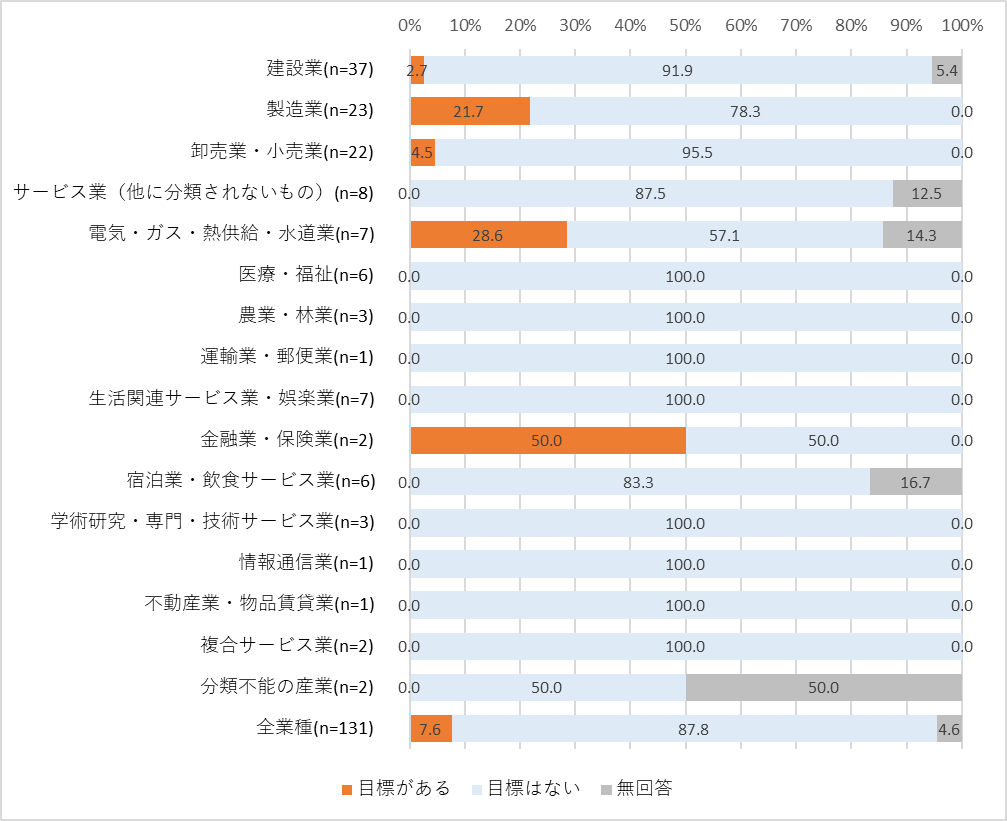 0% 10% 20% 30% 40% 50% 60% 70% 80% 90% 100%
建設業(n=37) 2.7 91.9 5.4
製造業(n=23) 21.7 78.3 0.0
卸売業・小売業(n=22) 4.5 95.5 0.0
サービス業（他に分類されないもの）(n=8) 0.0 87.5 12.5
電気・ガス・熱供給・水道業(n=7) 28.6 57.1 14.3
医療・福祉(n=6) 0.0 100.0 0.0
農業・林業(n=3) 0.0 100.0 0.0
運輸業・郵便業(n=1) 0.0 100.0 0.0
生活関連サービス業・娯楽業(n=7) 0.0 100.0 0.0
金融業・保険業(n=2) 50.0 50.0 0.0
宿泊業・飲食サービス業(n=6) 0.0 83.3 16.7
学術研究・専門・技術サービス業(n=3) 0.0 100.0 0.0
情報通信業(n=1) 0.0 100.0 0.0
不動産業・物品賃貸業(n=1) 0.0 100.0 0.0
複合サービス業(n=2) 0.0 100.0 0.0
分類不能の産業(n=2) 0.0 50.0 50.0
全業種(n=131) 7.6 87.8 4.6
目標がある 目標はない 無回答